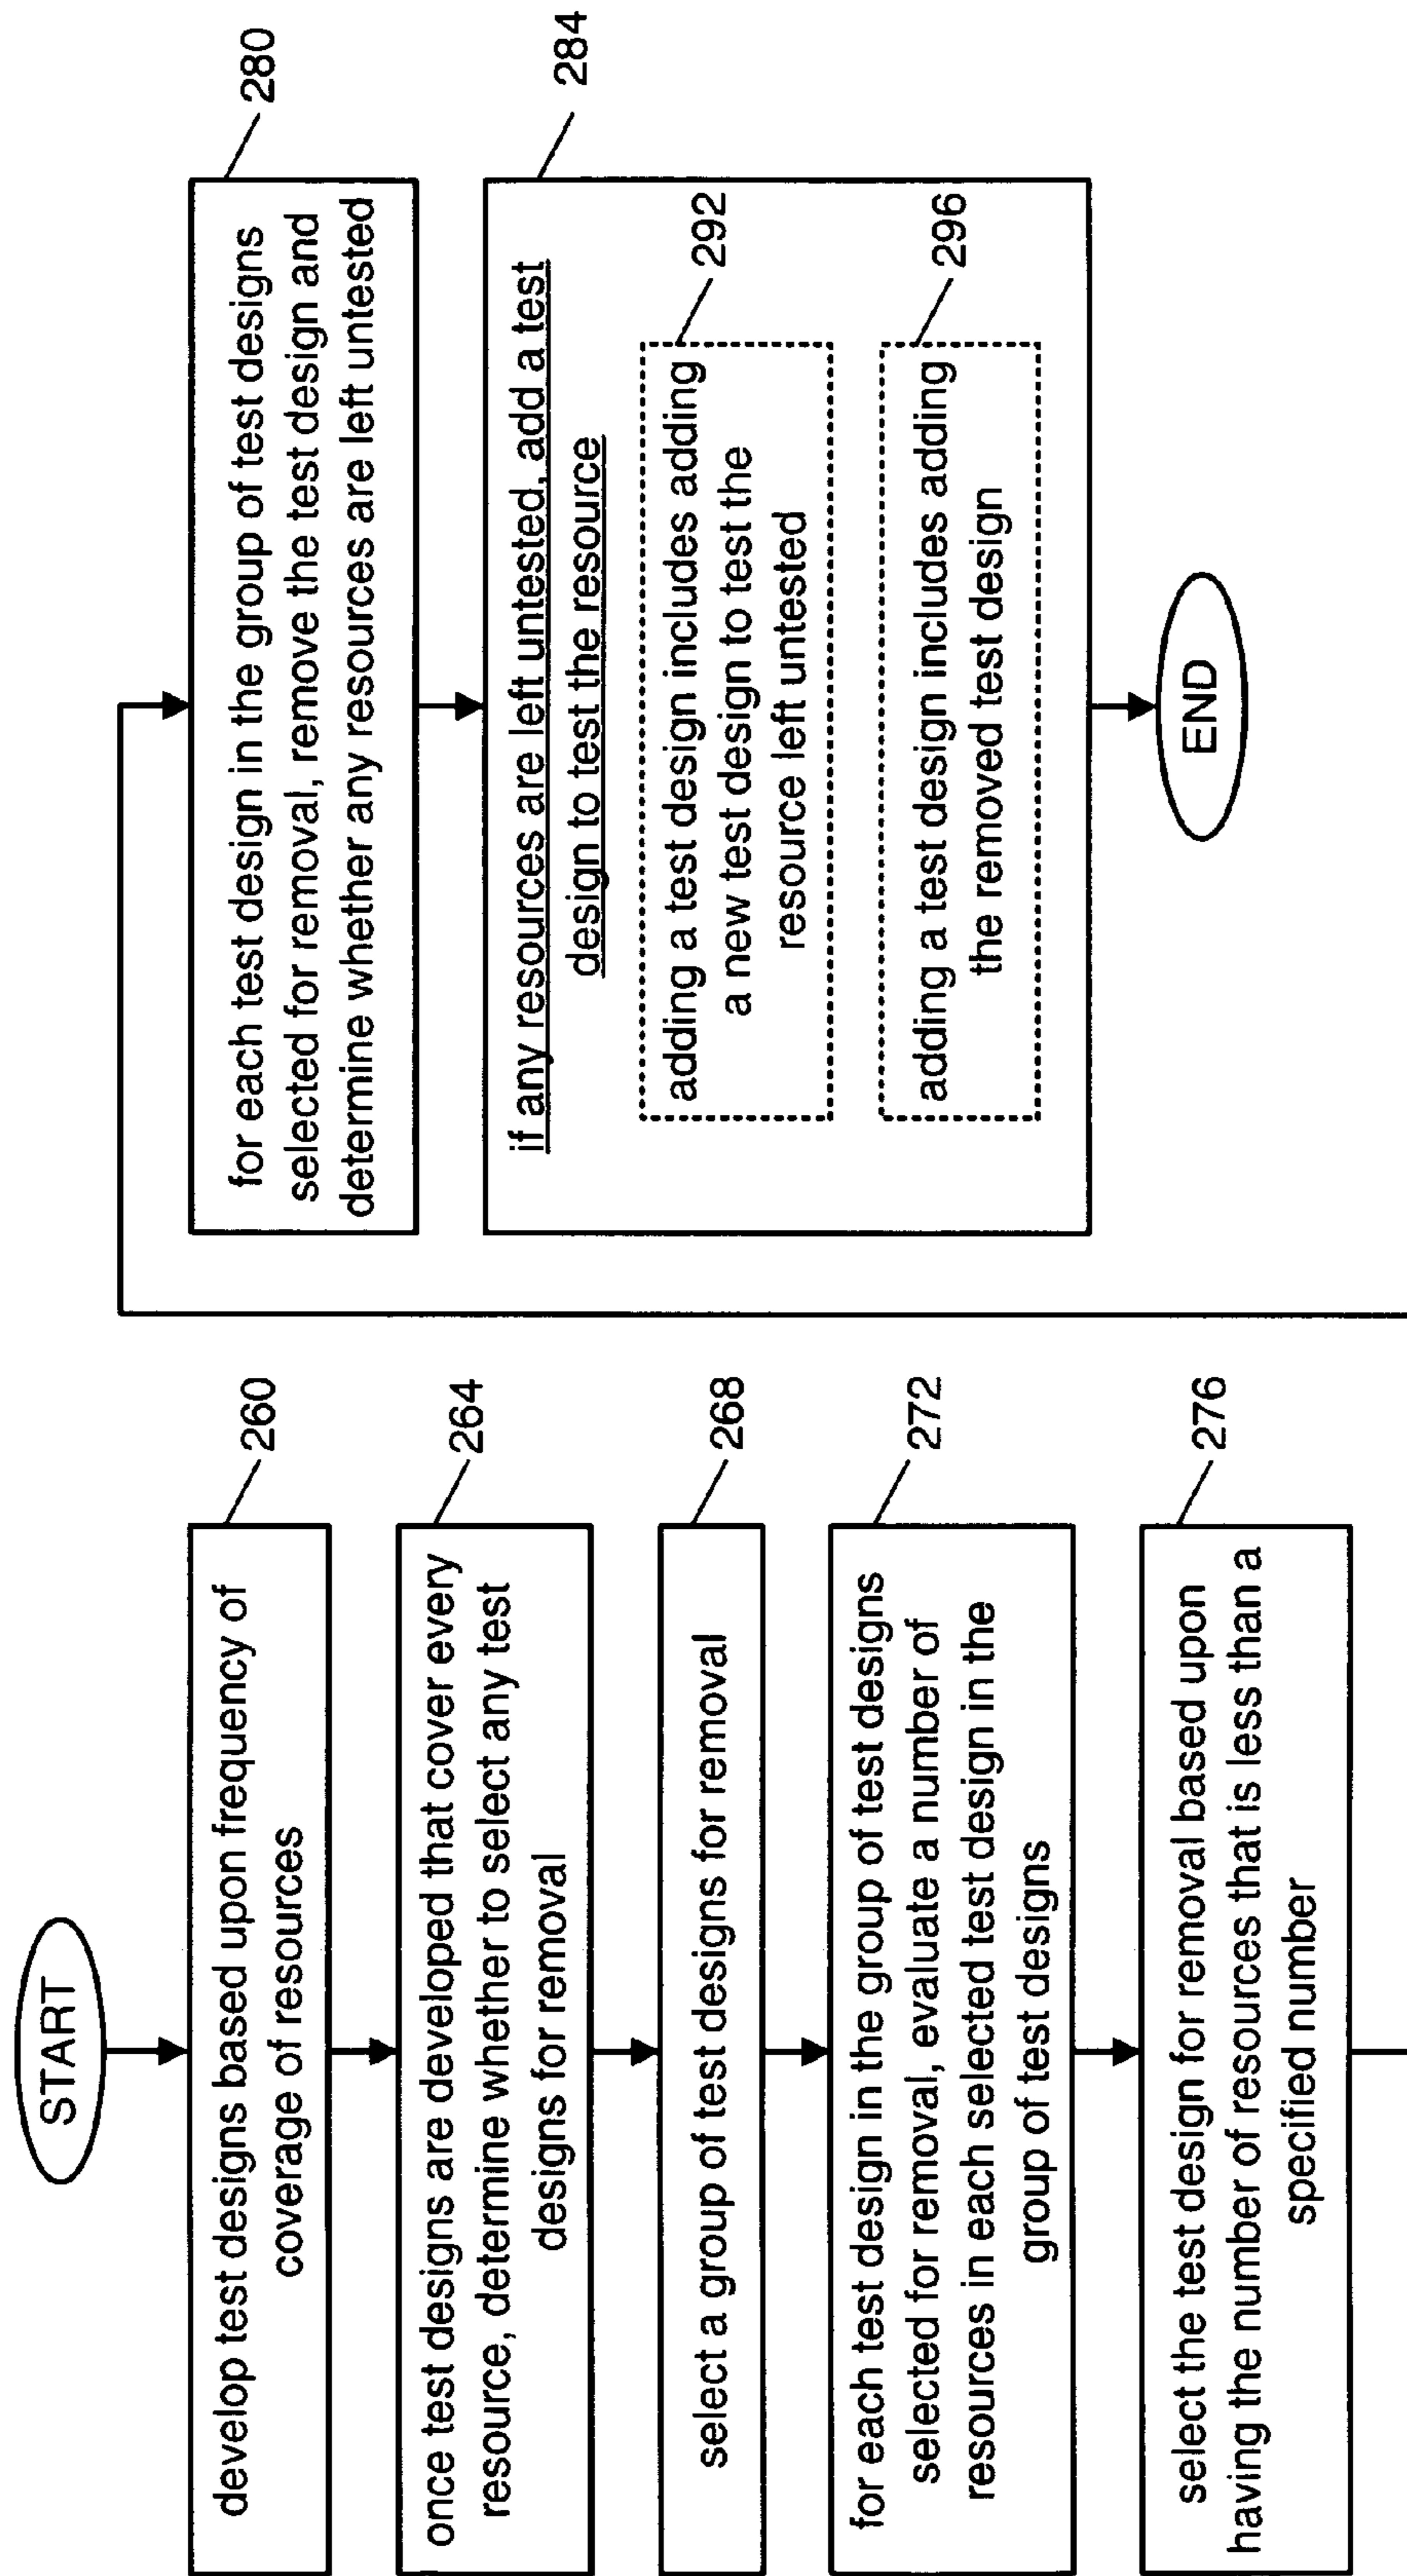 START
260
develop test designs based upon frequency of
coverage of resources
264
once test designs are developed that cover every
resource, determine whether to select any test
designs for removal
268
select a group of test designs for removal
272
for each test design in the group of test designs
selected for removal, evaluate a number of
resources in each selected test design in the
group of test designs
276
select the test design for removal based upon
having the number of resources that is less than a
specified number
280
for each test design in the group of test designs
selected for removal, remove the test design and
determine whether any resources are left untested
284
if any resources are left untested, add a test
design to test the resource
292
adding a test design includes adding
a new test design to test the
resource left untested
296
adding a test design includes adding
the removed test design
END